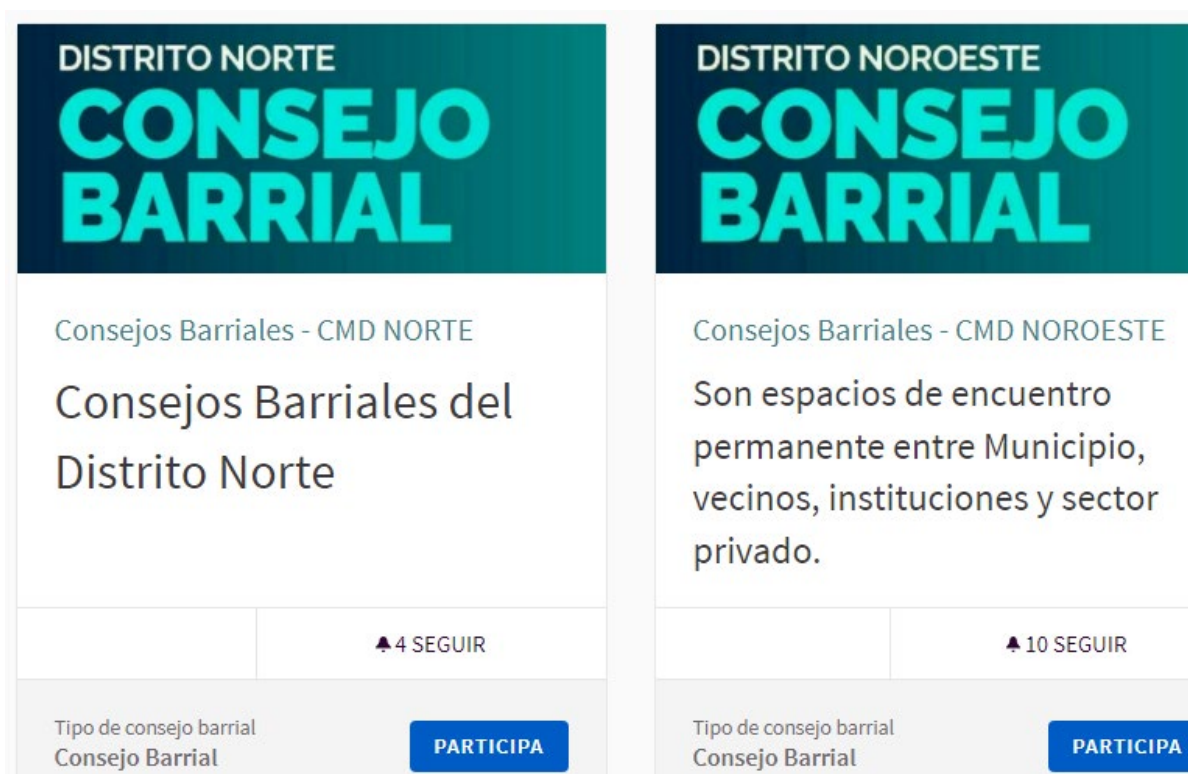 DISTRITO NORTE
CONSEJO
BARRIAL
Consejos Barriales - CMD NORTE
Consejos Barriales del
Distrito Norte
4 SEGUIR
Tipo de consejo barrial
Consejo Barrial
PARTICIPA
DISTRITO NOROESTE
CONSEJO
BARRIAL
Consejos Barriales - CMD NOROESTE
Son espacios de encuentro
permanente entre Municipio,
vecinos, instituciones y sector
privado.
10 SEGUIR
Tipo de consejo barrial
Consejo Barrial
PARTICIPA